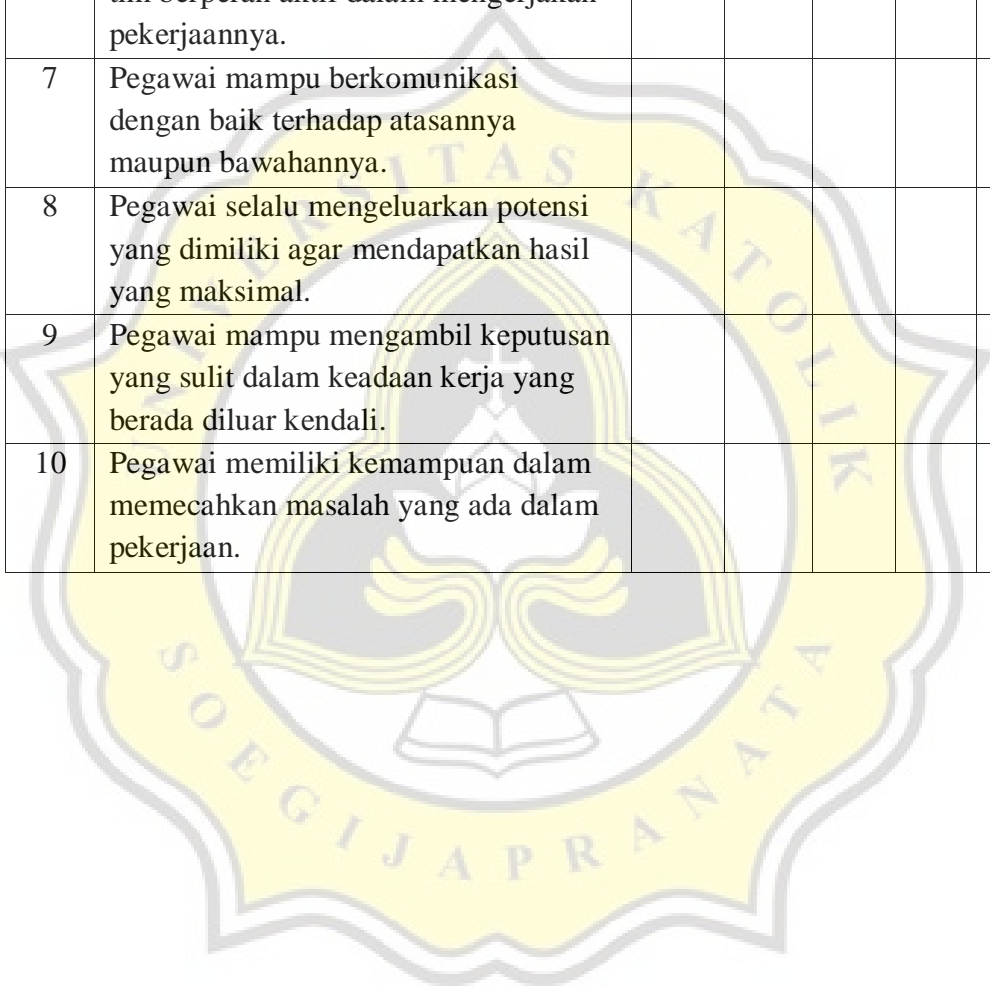 pekerjaannya.
7 Pegawai mampu berkomunikasi
dengan baik terhadap atasannya
maupun bawahannya.
8 Pegawai selalu mengeluarkan potensi
yang dimiliki agar mendapatkan hasil
yang maksimal.
9 Pegawai mampu mengambil keputusan
yang sulit dalam keadaan kerja yang
berada diluar kendali.
10 Pegawai memiliki kemampuan dalam
memecahkan masalah yang ada dalam
pekerjaan.
UNIVERSITAS KATOLIK
SOEGIJAPRANATA